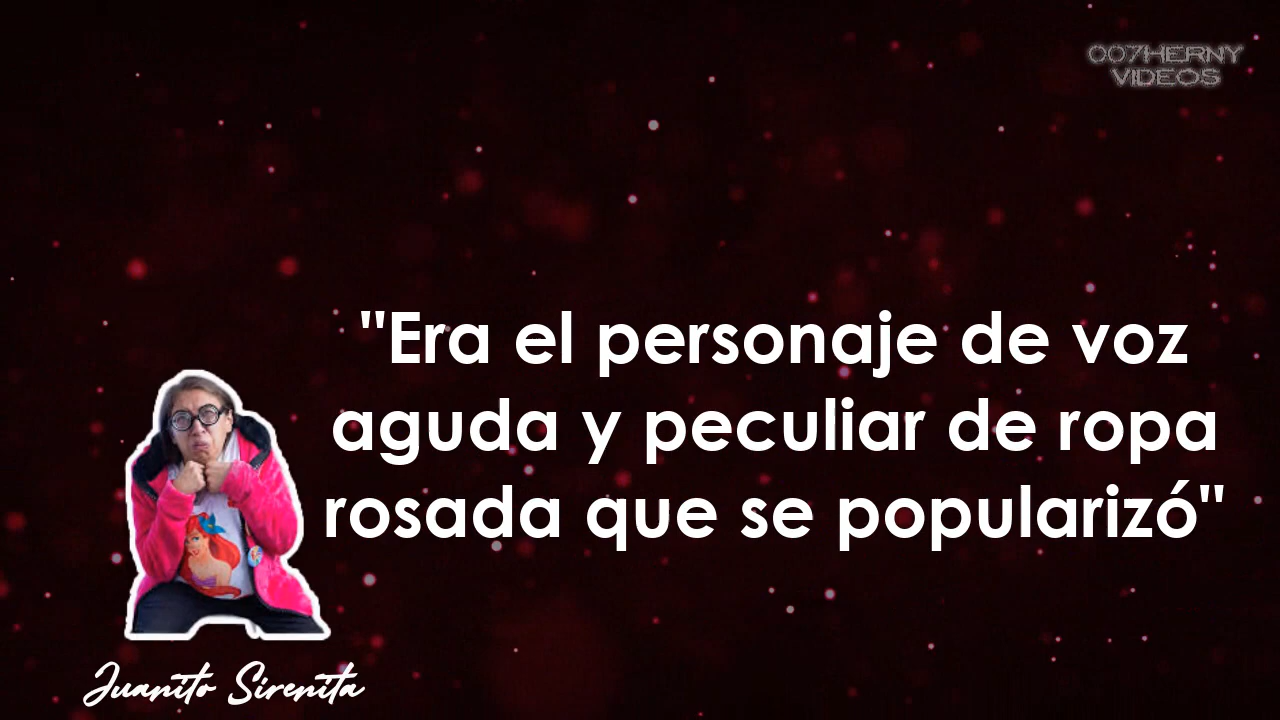 007HERNY
VIDEOS
"Era el personaje de voz
aguda y peculiar de ropa
rosada que se popularizó"
Juanito Sirenita